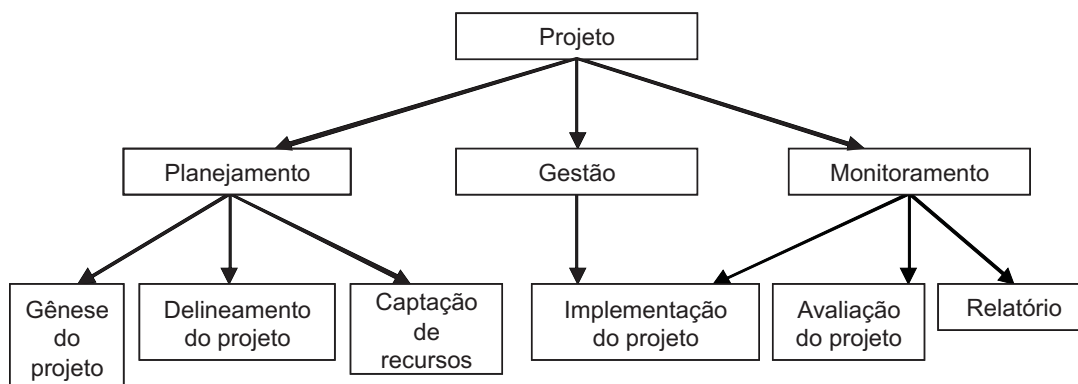 Projeto
Planejamento
Gestão
Monitoramento
Gênese
do
projeto
Delineamento
do projeto
Captação
de
recursos
Implementação
do projeto
Avaliação
do projeto
Relatório